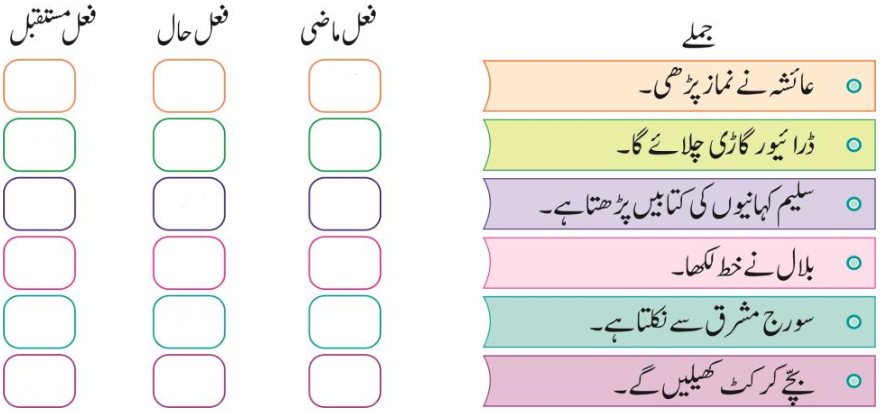 جملے فعل ماضی فعل حال فعل مستقبل
عائشہ نے نماز پڑھی۔
ڈرائیور گاڑی چلائے گا۔
سلیم کہانیوں کی کتابیں پڑھتا ہے۔
بلال نے خط لکھا۔
سورج مشرق سے نکلتا ہے۔
بچّے کرکٹ کھیلیں گے۔